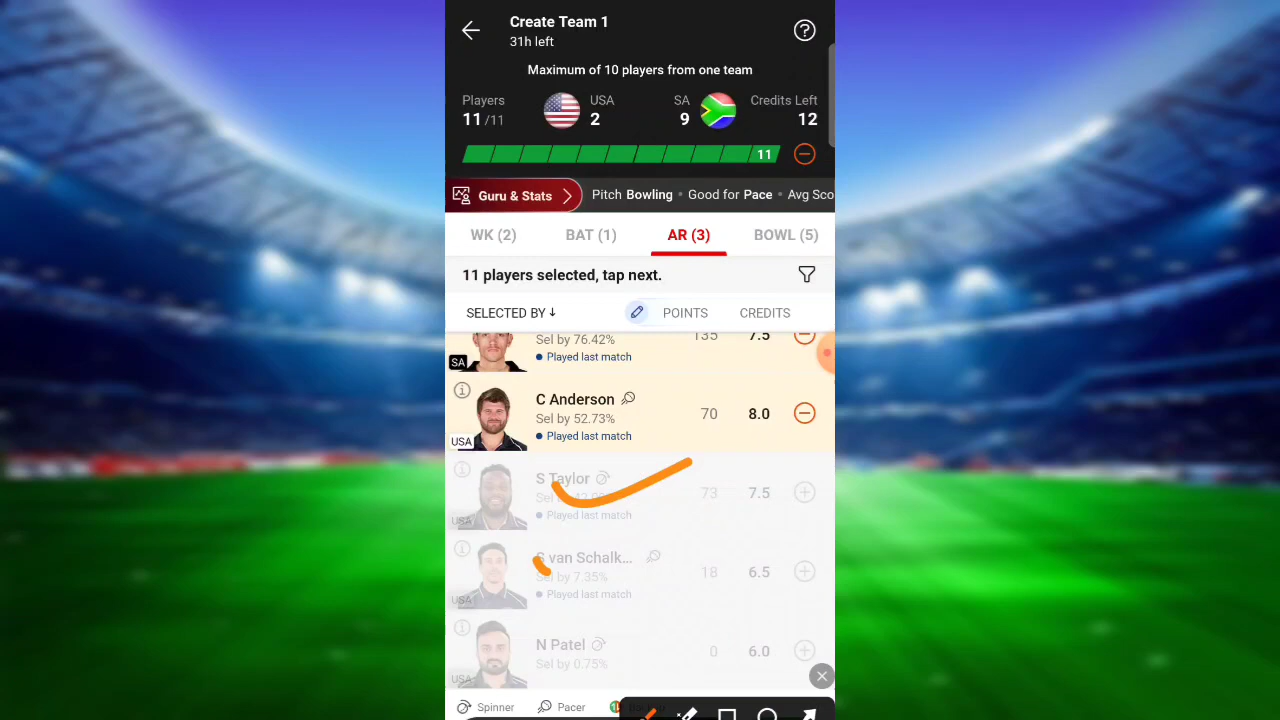 Create Team 1
31h left
Maximum of 10 players from one team
Players USA SA Credits Left
11/11 2 9 12
11
Guru & Stats Pitch Bowling • Good for Pace • Avg Sco
WK (2) BAT (1) AR (3) BOWL (5)
11 players selected, tap next.
SELECTED BY ↓ POINTS CREDITS
Sel by 76.42% 135 7.5
SA • Played last match
C Anderson
Sel by 52.73% 70 8.0
USA • Played last match
S Taylor
Sel by 73 7.5
USA • Played last match
S van Schalk...
Sel by 7.35% 18 6.5
USA • Played last match
N Patel
Sel by 0.75% 0 6.0
USA
Spinner Pacer